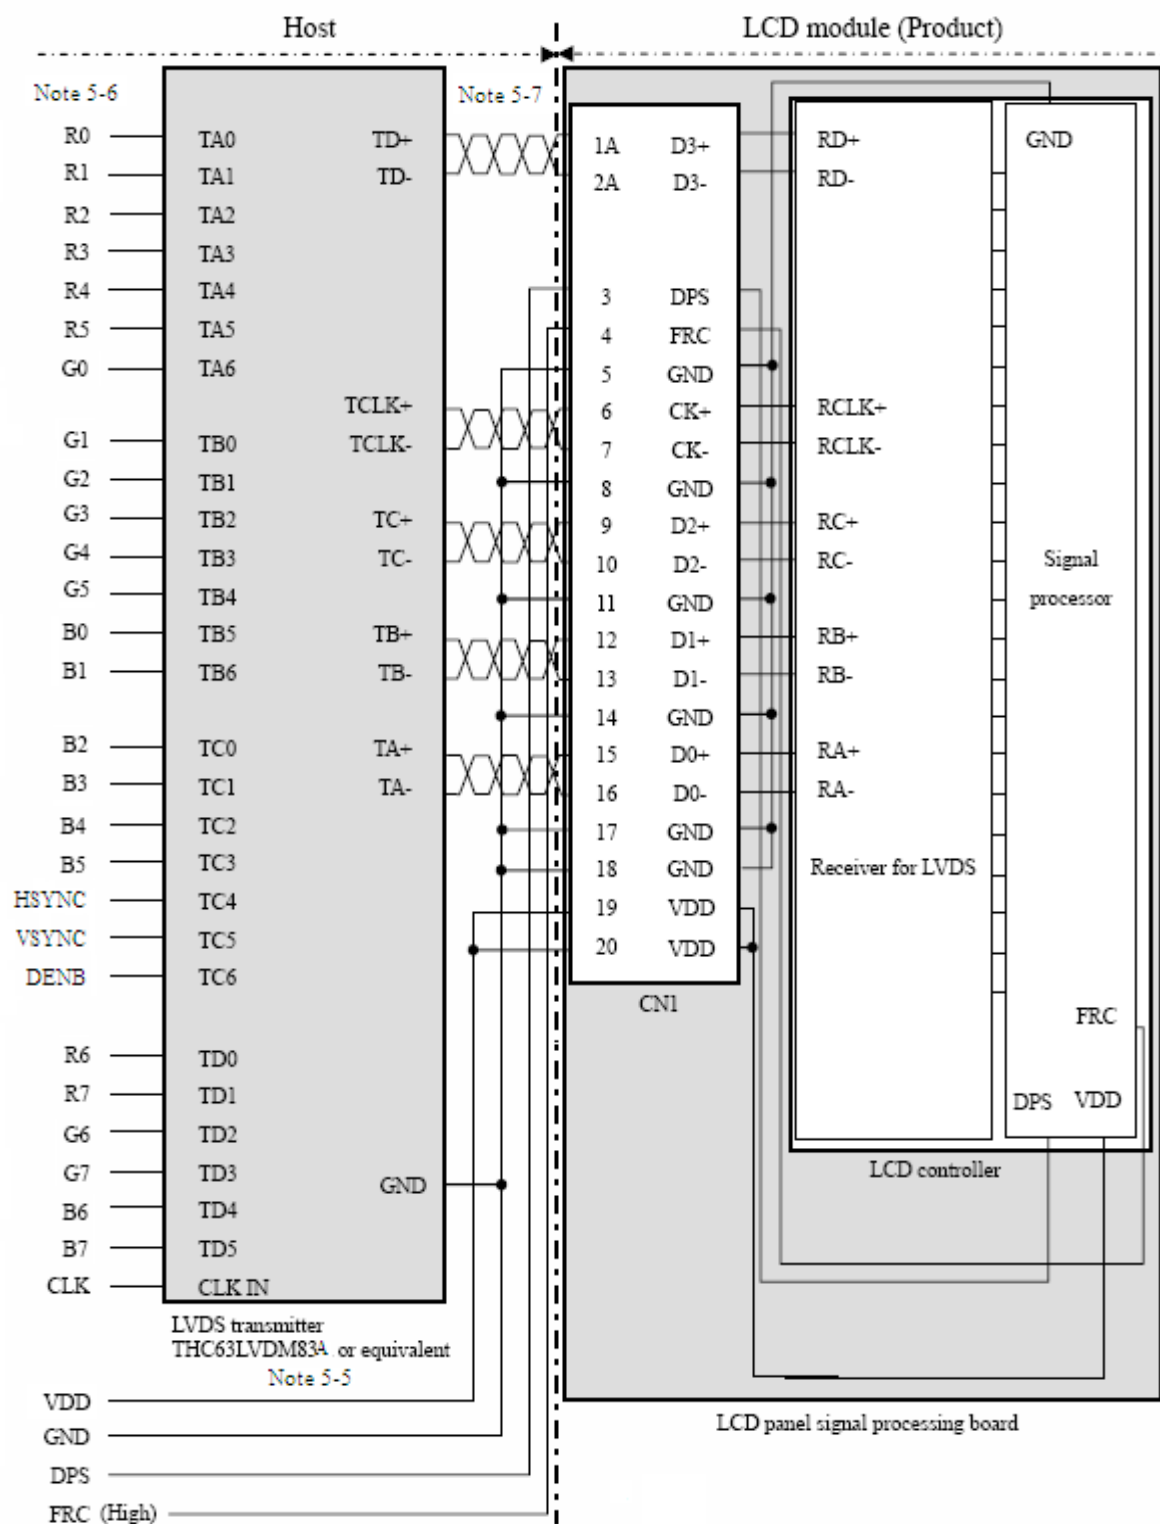 Host
LCD module (Product)
Note 5-6
Note 5-7
R0
R1
R2
R3
R4
R5
G0
G1
G2
G3
G4
G5
B0
B1
B2
B3
B4
B5
HSYNC
VSYNC
DENB
R6
R7
G6
G7
B6
B7
CLK
TA0
TA1
TA2
TA3
TA4
TA5
TA6
TB0
TB1
TB2
TB3
TB4
TB5
TB6
TC0
TC1
TC2
TC3
TC4
TC5
TC6
TD0
TD1
TD2
TD3
TD4
TD5
CLK IN
TD+
TD-
TCLK+
TCLK-
TC+
TC-
TB+
TB-
TA+
TA-
GND
LVDS transmitter
THC63LVDM83A or equivalent
Note 5-5
VDD
GND
DPS
FRC (High)
1A D3+
2A D3-
3 DPS
4 FRC
5 GND
6 CK+
7 CK-
8 GND
9 D2+
10 D2-
11 GND
12 D1+
13 D1-
14 GND
15 D0+
16 D0-
17 GND
18 GND
19 VDD
20 VDD
CN1
RD+
RD-
RCLK+
RCLK-
RC+
RC-
RB+
RB-
RA+
RA-
Receiver for LVDS
GND
Signal
processor
FRC
DPS VDD
LCD controller
LCD panel signal processing board